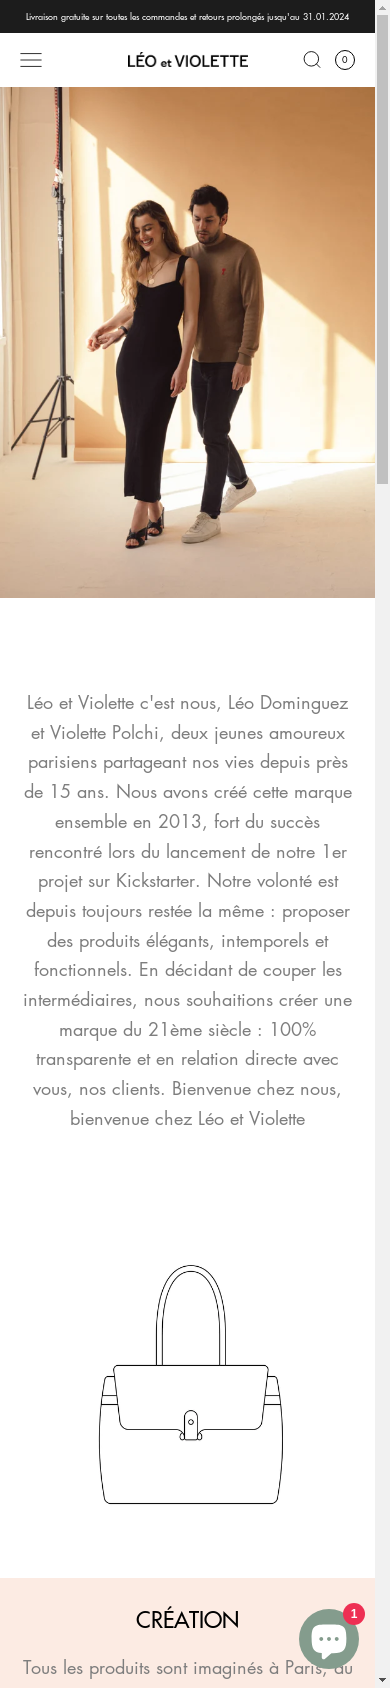 Livraison gratuite sur toutes les commandes et retours prolongés jusqu'au 31.01.2024
LÉO et VIOLETTE
0
Léo et Violette c'est nous, Léo Dominguez
et Violette Polchi, deux jeunes amoureux
parisiens partageant nos vies depuis près
de 15 ans. Nous avons créé cette marque
ensemble en 2013, fort du succès
rencontré lors du lancement de notre 1er
projet sur Kickstarter. Notre volonté est
depuis toujours restée la même : proposer
des produits élégants, intemporels et
fonctionnels. En décidant de couper les
intermédiaires, nous souhaitions créer une
marque du 21ème siècle : 100%
transparente et en relation directe avec
vous, nos clients. Bienvenue chez nous,
bienvenue chez Léo et Violette
CRÉATION
1
Tous les produits sont imaginés à Paris, du